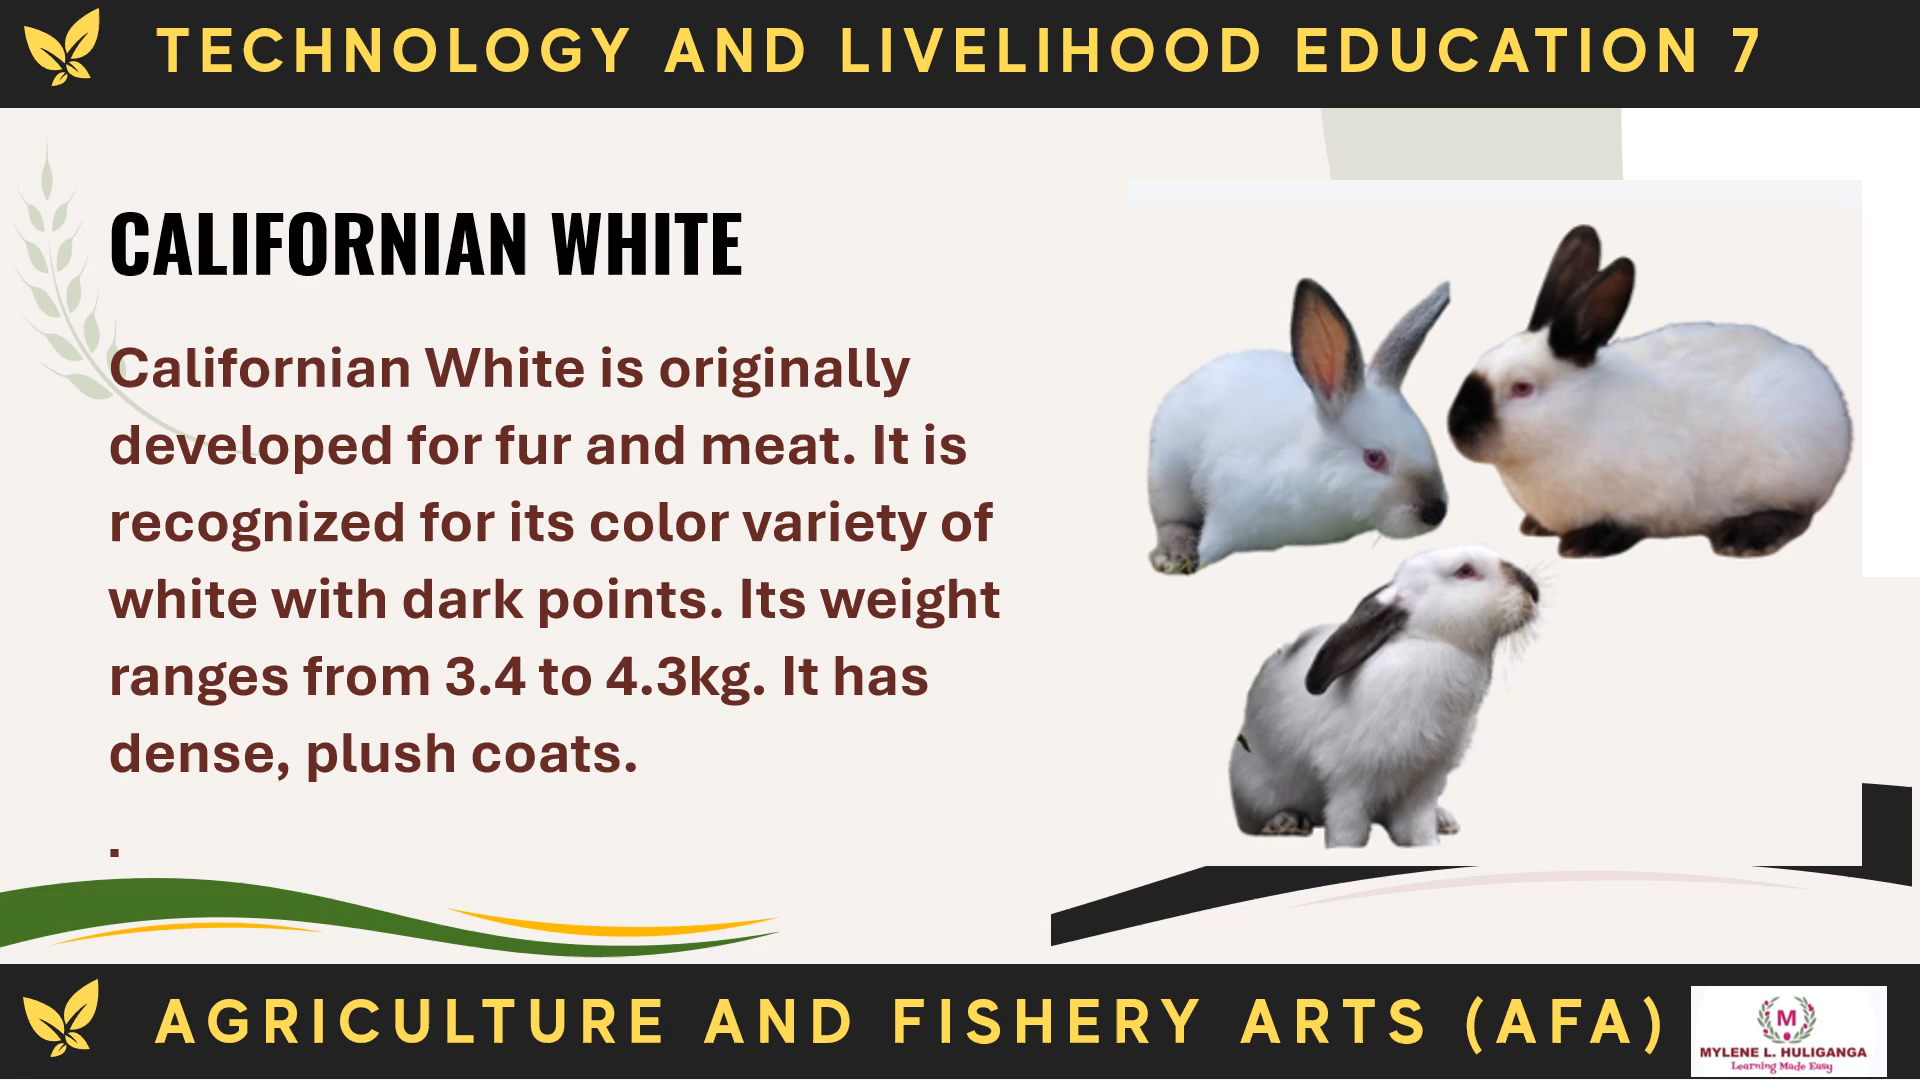 TECHNOLOGY AND LIVELIHOOD EDUCATION 7
CALIFORNIAN WHITE
Californian White is originally
developed for fur and meat. It is
recognized for its color variety of
white with dark points. Its weight
ranges from 3.4 to 4.3kg. It has
dense, plush coats.
.
AGRICULTURE AND FISHERY ARTS (AFA)
M
MYLENE L. HULIGANGA
Learning Made Easy